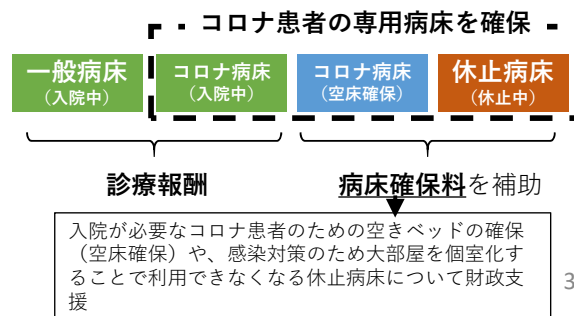 コロナ患者の専用病床を確保
一般病床
（入院中）
コロナ病床
（入院中）
コロナ病床
（空床確保）
休止病床
（休止中）
診療報酬
病床確保料を補助
入院が必要なコロナ患者のための空きベッドの確保
（空床確保）や、感染対策のため大部屋を個室化す
ることで利用できなくなる休止病床について財政支
援
3